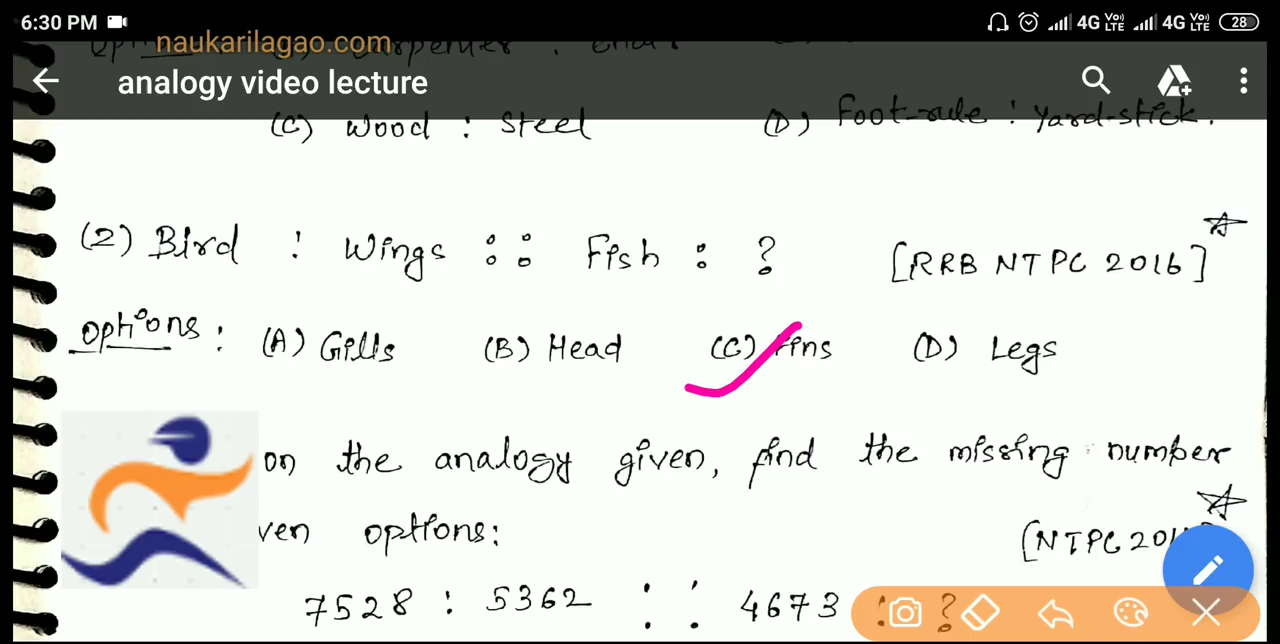 6:30 PM 4G VoLTE 4G VoLTE 28
naukarilagao.com
analogy video lecture
(C) Wood : Steel (D) Foot-rule : Yard-stick.
(2) Bird : Wings :: Fish : ? [RRB NTPC 2016]
options : (A) Gills (B) Head (C) Fins (D) Legs
on the analogy given, find the missing number
ven options:
7528 : 5362 : : 4673 : ?